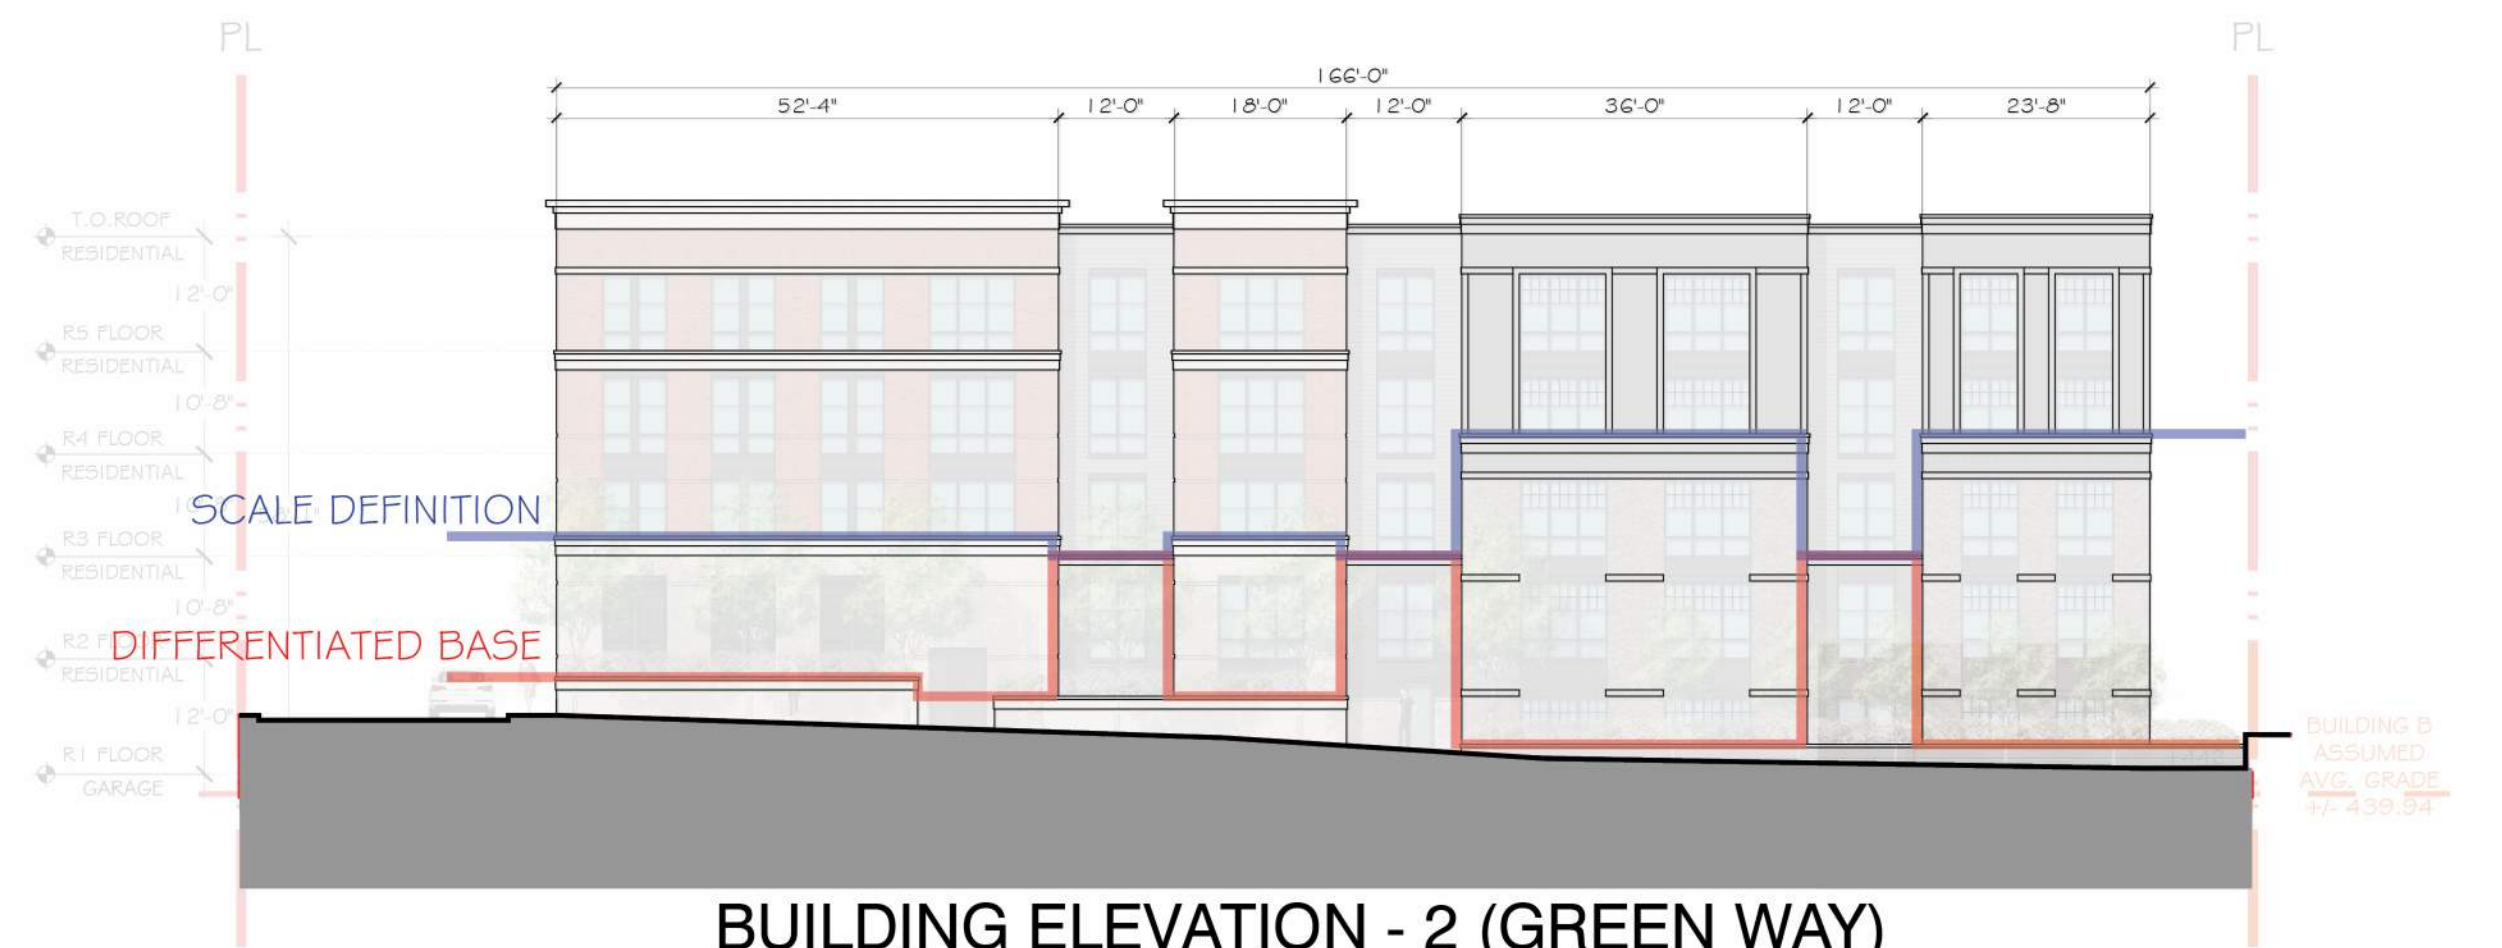 PL
PL
166'-0"
52'-4"
12'-0"
18'-0"
12'-0"
36'-0"
12'-0"
23'-8"
T.O.ROOF
RESIDENTIAL
12'-0"
R5 FLOOR
RESIDENTIAL
10'-8"
R4 FLOOR
RESIDENTIAL
SCALE DEFINITION
R3 FLOOR
RESIDENTIAL
10'-8"
R2 FLOOR
DIFFERENTIATED BASE
RESIDENTIAL
12'-0"
R1 FLOOR
GARAGE
BUILDING B
ASSUMED
AVG. GRADE
+/- 439.94
BUILDING ELEVATION - 2 (GREEN WAY)